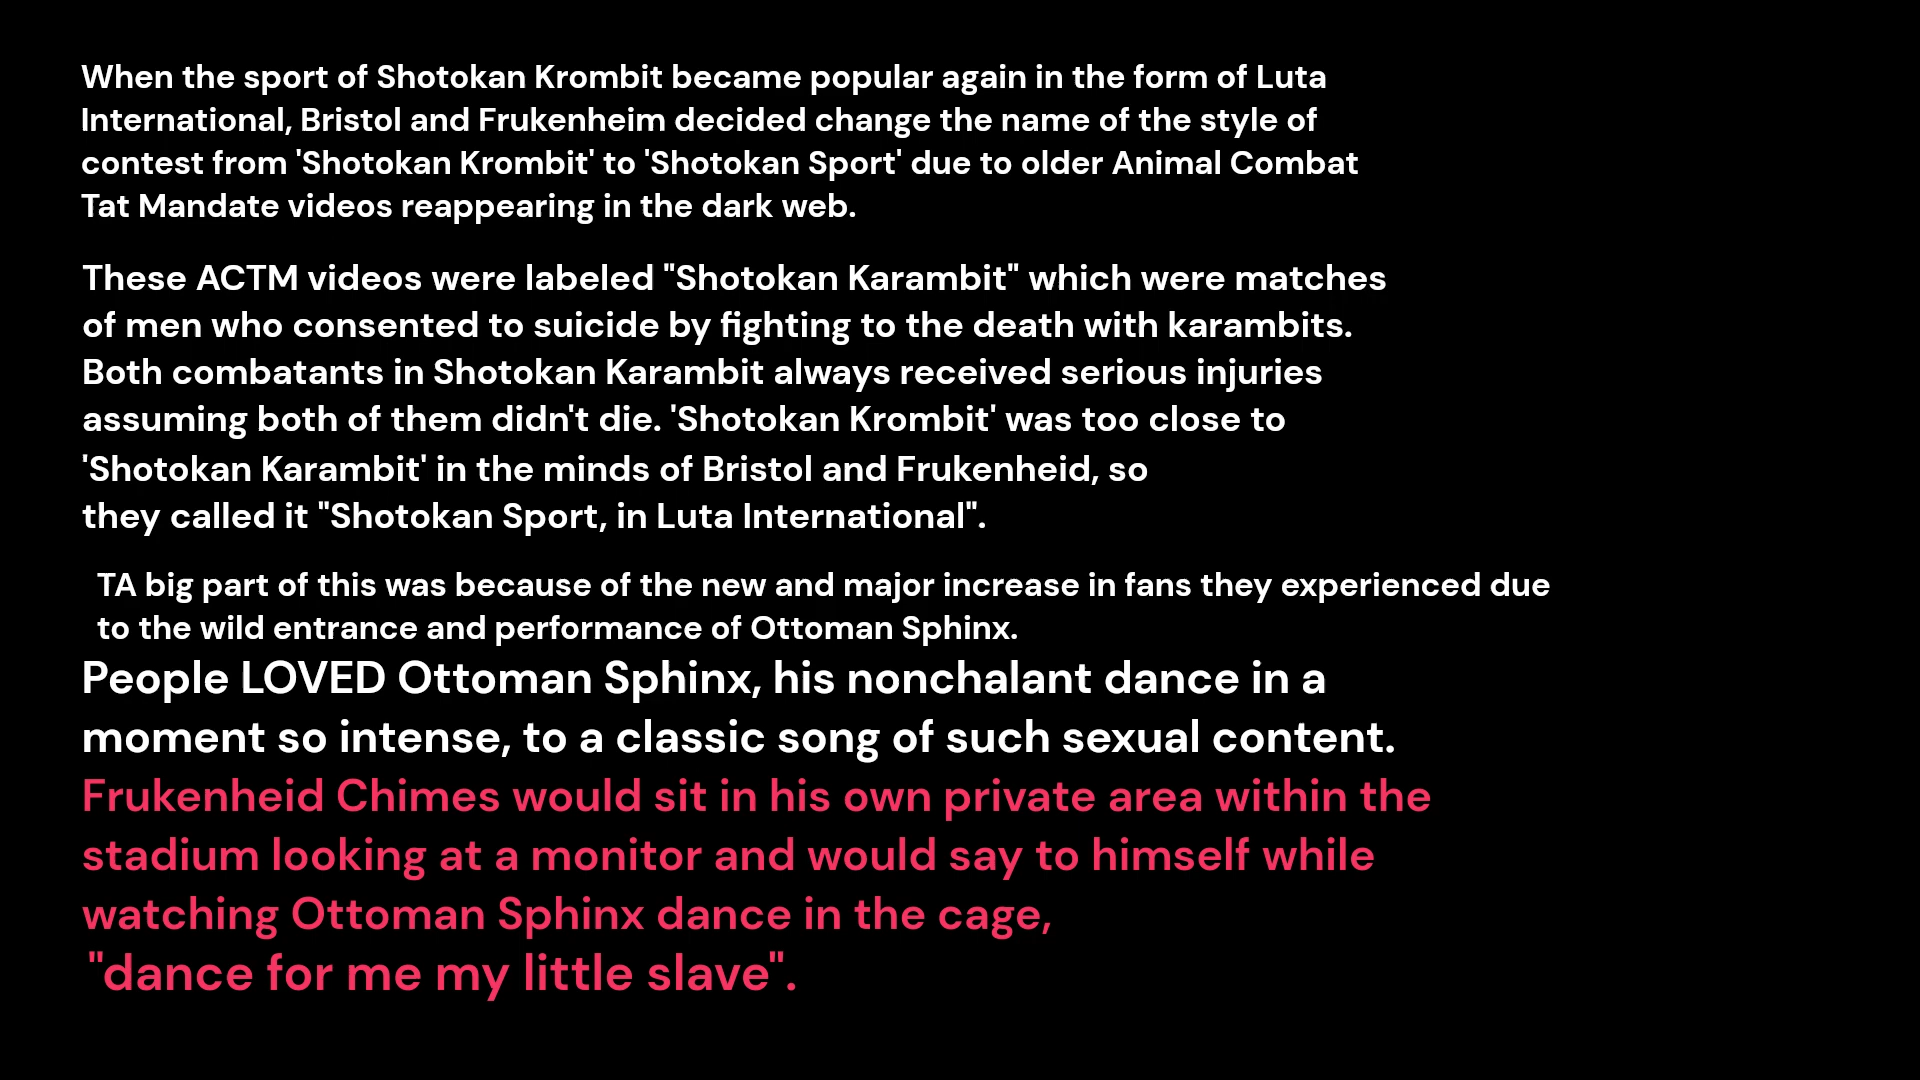 When the sport of Shotokan Krombit became popular again in the form of Luta
International, Bristol and Frukenheim decided change the name of the style of
contest from 'Shotokan Krombit' to 'Shotokan Sport' due to older Animal Combat
Tat Mandate videos reappearing in the dark web.
These ACTM videos were labeled "Shotokan Karambit" which were matches
of men who consented to suicide by fighting to the death with karambits.
Both combatants in Shotokan Karambit always received serious injuries
assuming both of them didn't die. 'Shotokan Krombit' was too close to
'Shotokan Karambit' in the minds of Bristol and Frukenheid, so
they called it "Shotokan Sport, in Luta International".
TA big part of this was because of the new and major increase in fans they experienced due
to the wild entrance and performance of Ottoman Sphinx.
People LOVED Ottoman Sphinx, his nonchalant dance in a
moment so intense, to a classic song of such sexual content.
Frukenheid Chimes would sit in his own private area within the
stadium looking at a monitor and would say to himself while
watching Ottoman Sphinx dance in the cage,
"dance for me my little slave".